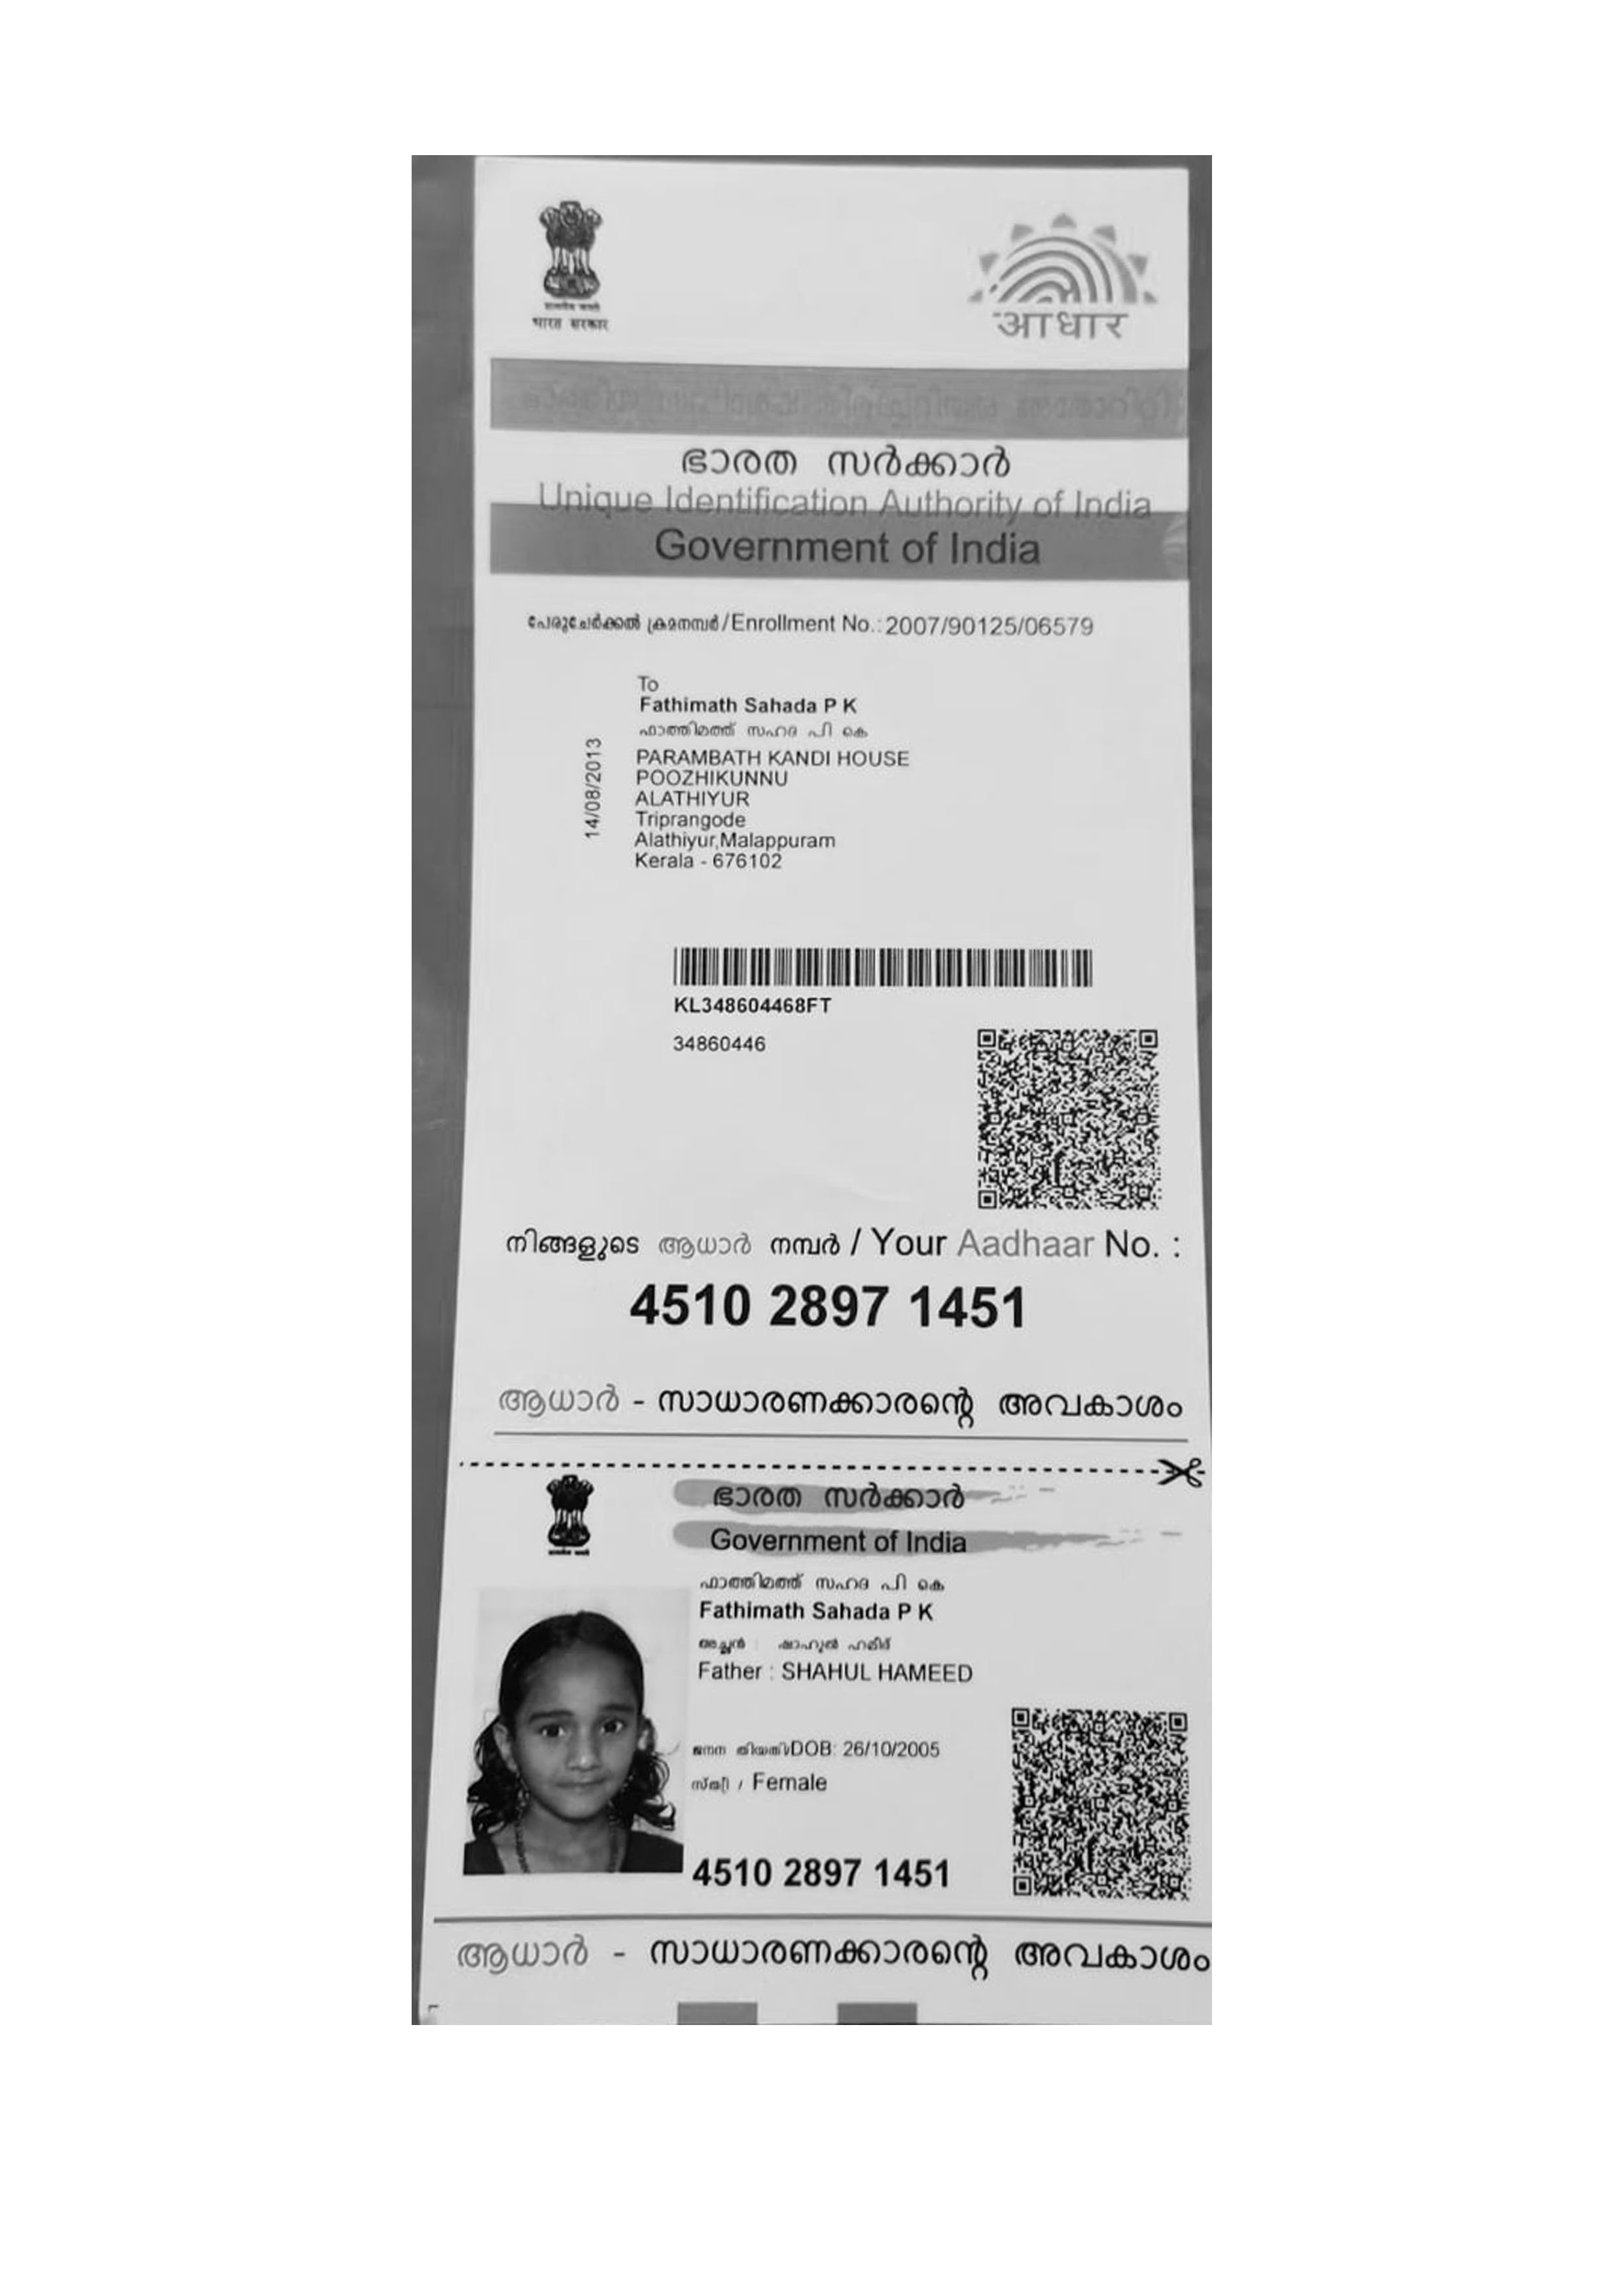 भारत सरकार
आधार
ഭാരത സർക്കാർ
Unique Identification Authority of India
Government of India
പേരുചേർക്കൽ ക്രമനമ്പർ/Enrollment No.:2007/90125/06579
To
Fathimath Sahada P K
ഫാത്തിമത്ത് സഹദ പി കെ
14/08/2013
PARAMBATH KANDI HOUSE
POOZHIKUNNU
ALATHIYUR
Triprangode
Alathiyur,Malappuram
Kerala - 676102
KL348604468FT
34860446
നിങ്ങളുടെ ആധാർ നമ്പർ / Your Aadhaar No. :
4510 2897 1451
ആധാർ - സാധാരണക്കാരന്റെ അവകാശം
ഭാരത സർക്കാർ
Government of India
ഫാത്തിമത്ത് സഹദ പി കെ
Fathimath Sahada P K
അച്ഛൻ : ഷാഹുൽ ഹമീദ്
Father : SHAHUL HAMEED
ജനന തിയതി/DOB: 26/10/2005
സ്ത്രീ / Female
4510 2897 1451
ആധാർ - സാധാരണക്കാരന്റെ അവകാശം